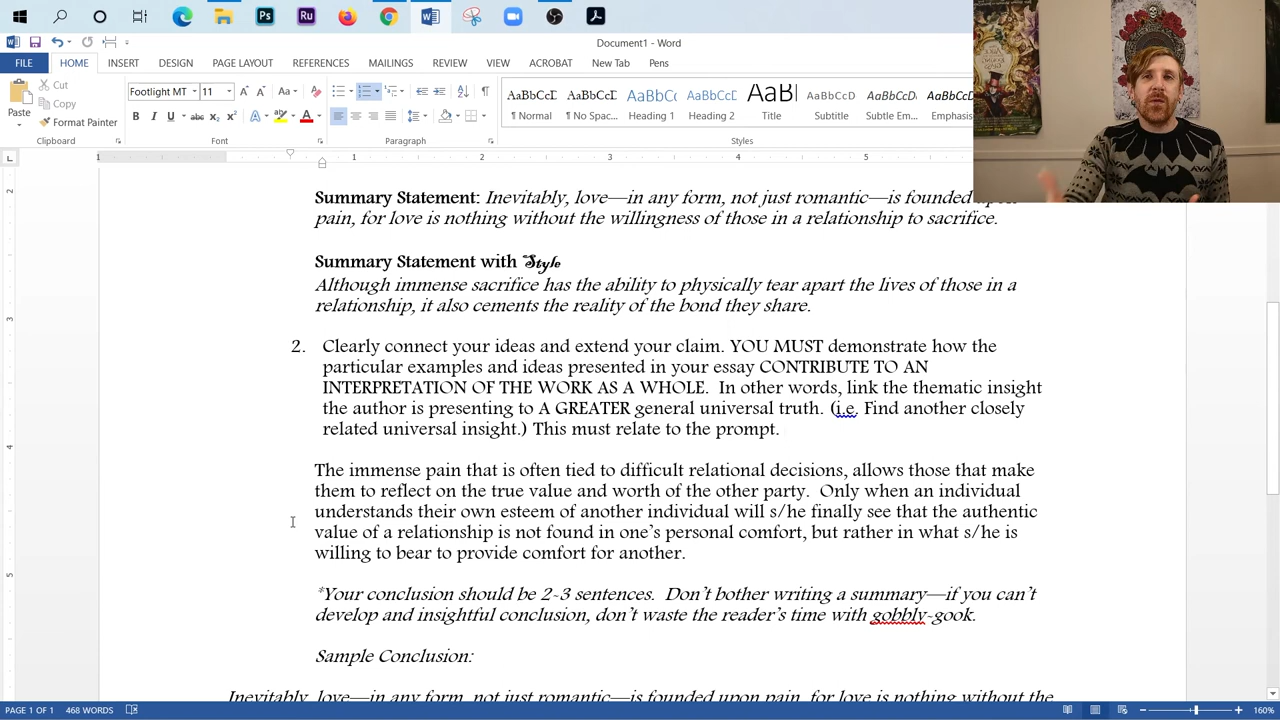 Document1 - Word
FILE
HOME
INSERT
DESIGN
PAGE LAYOUT
REFERENCES
MAILINGS
REVIEW
VIEW
ACROBAT
New Tab
Pens
Paste
Cut
Copy
Format Painter
Footlight MT
11
Clipboard
Font
Paragraph
Styles
AaBbCcDc
¶ Normal
AaBbCcDc
¶ No Spac...
AaBbCc
Heading 1
AaBbCcC
Heading 2
AaB
Title
AaBbCcD
Subtitle
AaBbCcDc
Subtle Em...
AaBbCcDc
Emphasis
1 1 2 3 4 5
Summary Statement: Inevitably, love—in any form, not just romantic—is founded upon
pain, for love is nothing without the willingness of those in a relationship to sacrifice.
Summary Statement with Style
Although immense sacrifice has the ability to physically tear apart the lives of those in a
relationship, it also cements the reality of the bond they share.
2. Clearly connect your ideas and extend your claim. YOU MUST demonstrate how the
particular examples and ideas presented in your essay CONTRIBUTE TO AN
INTERPRETATION OF THE WORK AS A WHOLE. In other words, link the thematic insight
the author is presenting to A GREATER general universal truth. (i.e. Find another closely
related universal insight.) This must relate to the prompt.
The immense pain that is often tied to difficult relational decisions, allows those that make
them to reflect on the true value and worth of the other party. Only when an individual
understands their own esteem of another individual will s/he finally see that the authentic
value of a relationship is not found in one's personal comfort, but rather in what s/he is
willing to bear to provide comfort for another.
*Your conclusion should be 2-3 sentences. Don't bother writing a summary—if you can't
develop and insightful conclusion, don't waste the reader's time with gobbly-gook.
Sample Conclusion:
Inevitably, love—in any form, not just romantic—is founded upon pain, for love is nothing without the
PAGE 1 OF 1
468 WORDS
160%